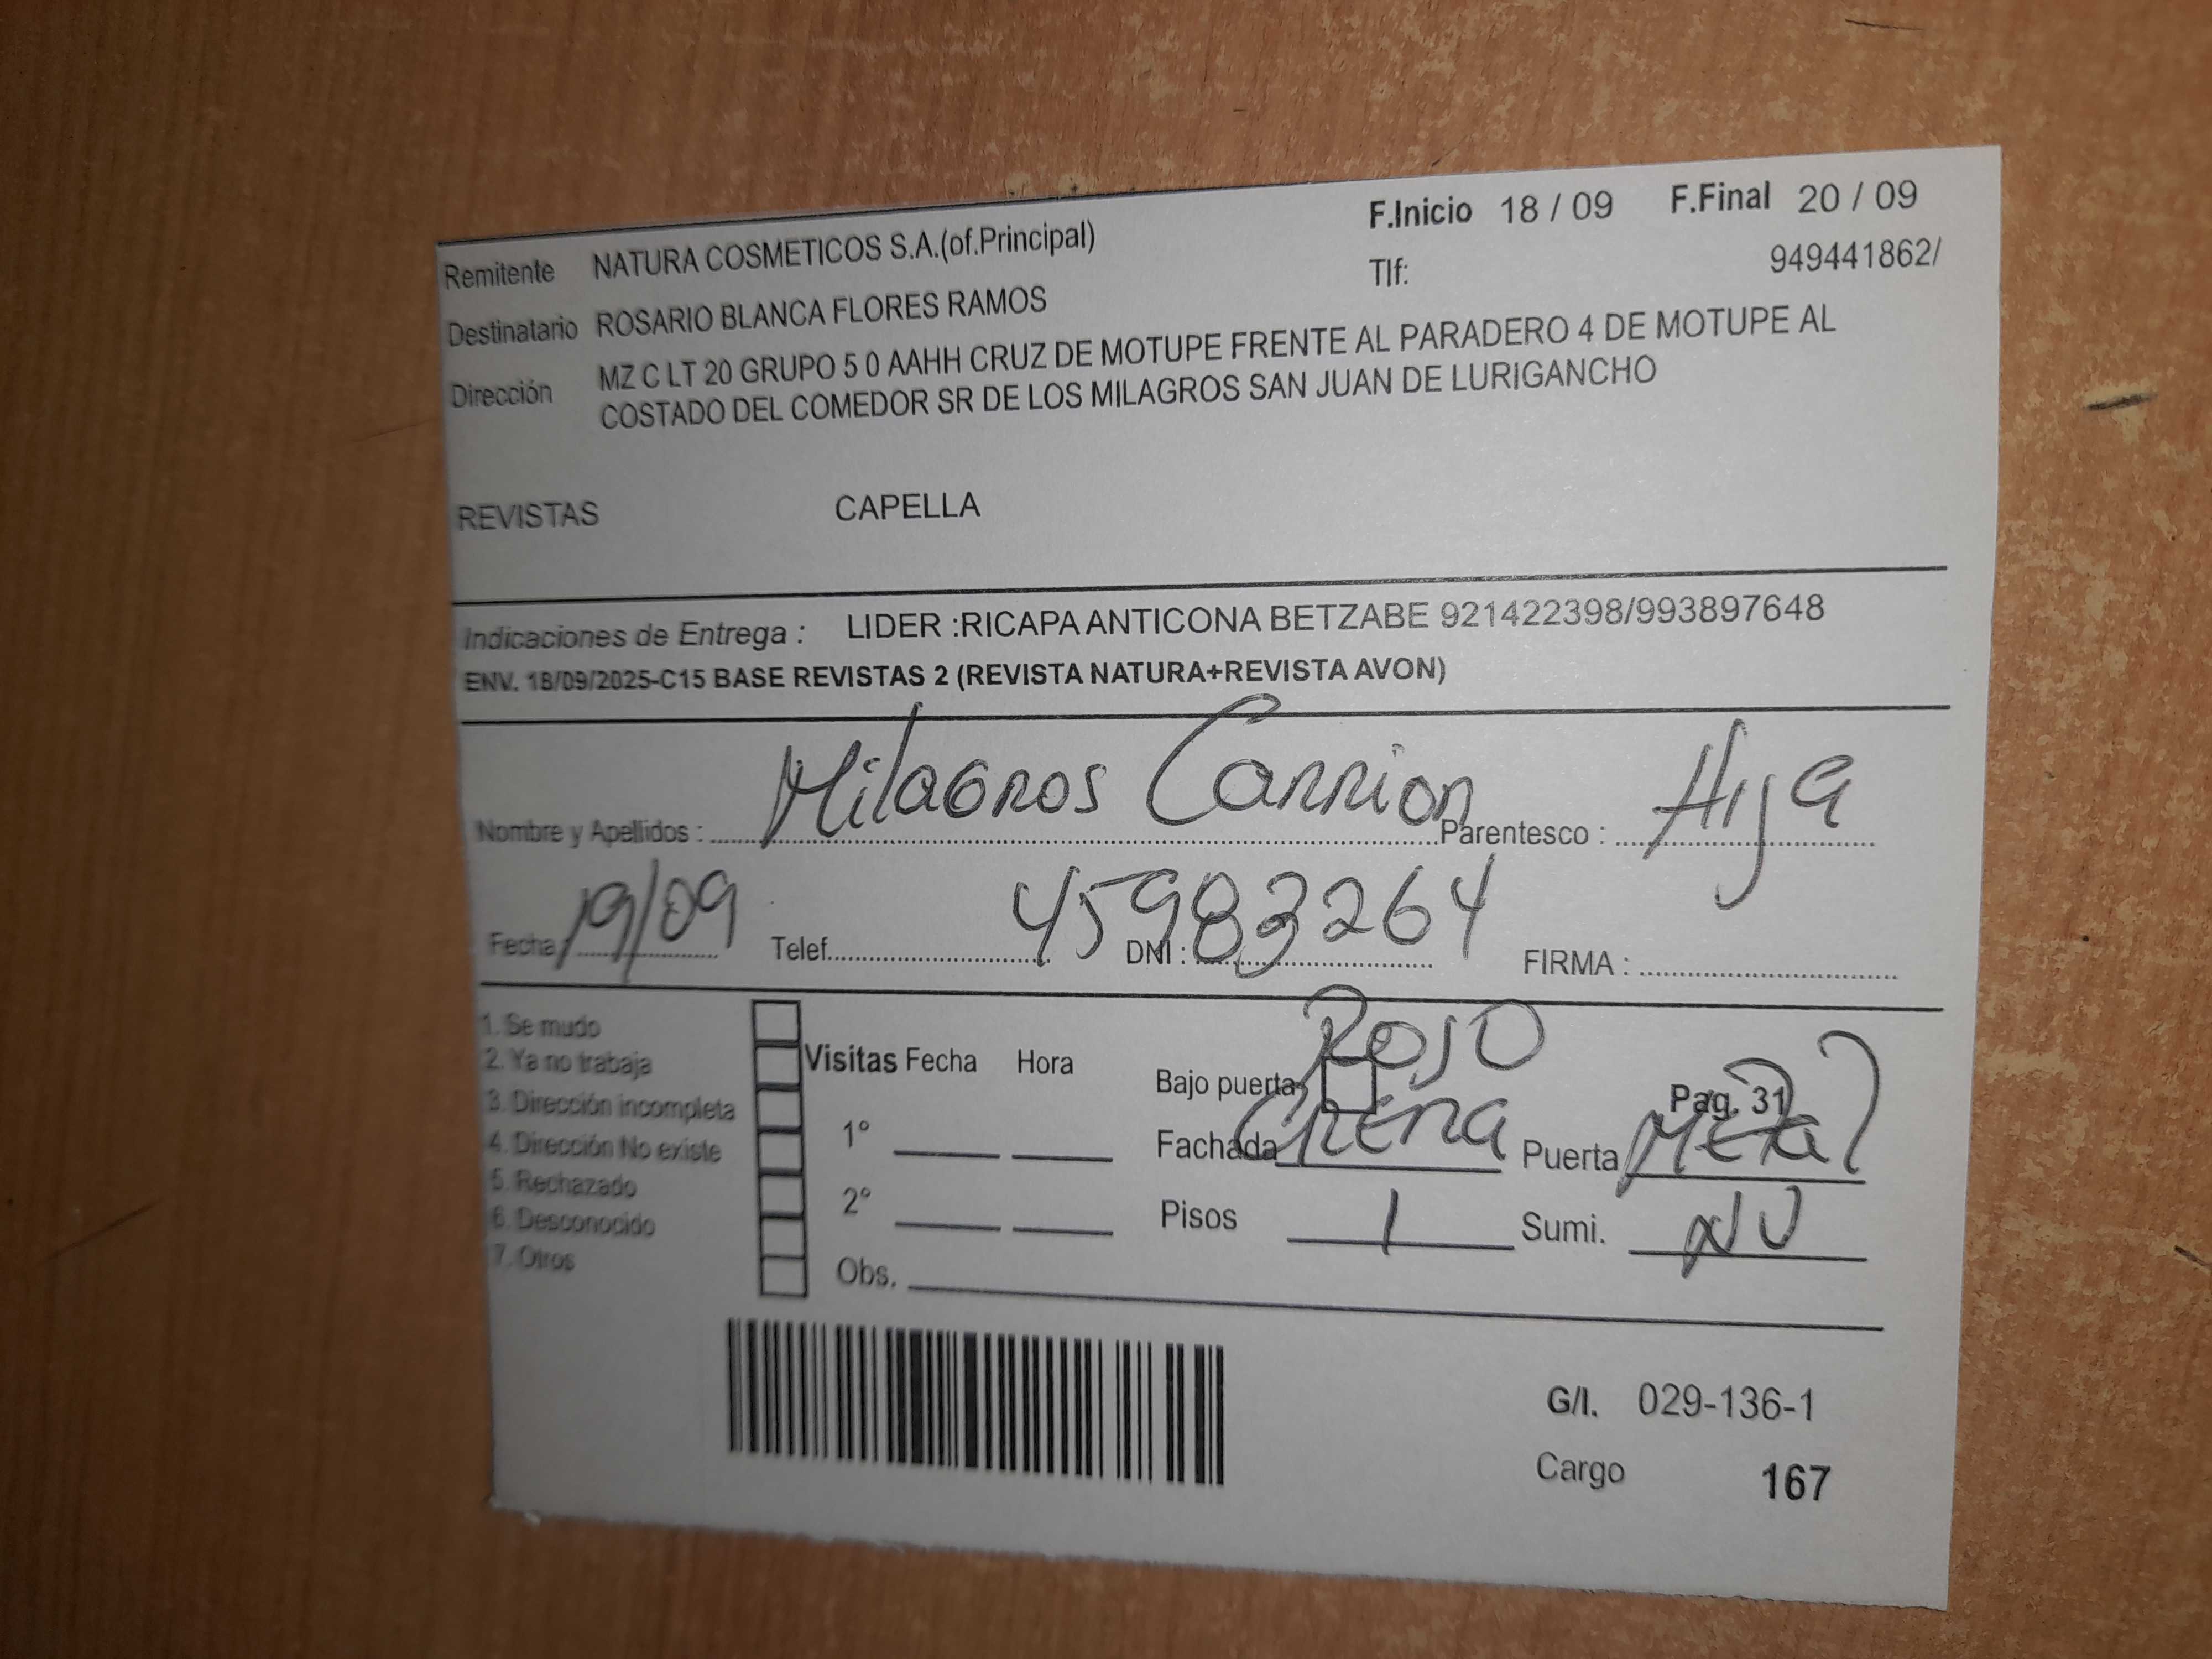 F.Inicio 18 / 09 F.Final 20 / 09
Remitente NATURA COSMETICOS S.A.(of.Principal) Tlf: 949441862/
Destinatario ROSARIO BLANCA FLORES RAMOS
Dirección MZ C LT 20 GRUPO 5 0 AAHH CRUZ DE MOTUPE FRENTE AL PARADERO 4 DE MOTUPE AL
COSTADO DEL COMEDOR SR DE LOS MILAGROS SAN JUAN DE LURIGANCHO
REVISTAS CAPELLA
Indicaciones de Entrega : LIDER :RICAPA ANTICONA BETZABE 921422398/993897648
ENV. 18/09/2025-C15 BASE REVISTAS 2 (REVISTA NATURA+REVISTA AVON)
Nombre y Apellidos : Milagros Carrion Parentesco : Hija
Fecha 19/09 Telef. DNI : 45983264 FIRMA :
1. Se mudo
2. Ya no trabaja
3. Dirección incompleta
4. Dirección No existe
5. Rechazado
6. Desconocido
7. Otros
Visitas Fecha Hora
1°
2°
Obs.
Bajo puerta Rojo Pag. 31
Fachada Crema Puerta Metal
Pisos 1 Sumi. NU
G/I. 029-136-1
Cargo 167